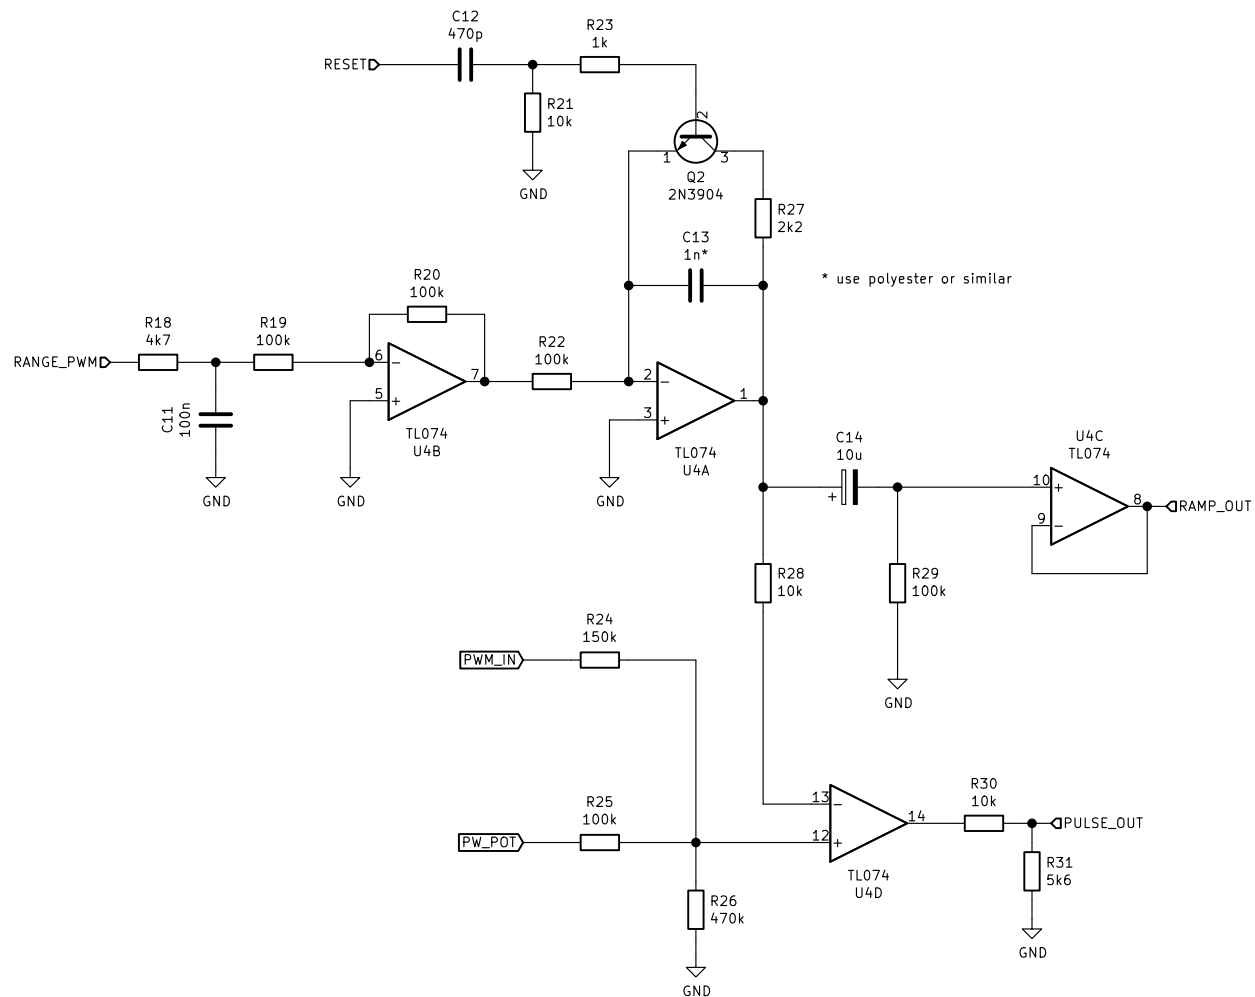 C12
470p
R23
1k
RESET
R21
10k
GND
2
1
3
Q2
2N3904
R27
2k2
C13
1n*
* use polyester or similar
R20
100k
R18
4k7
R19
100k
RANGE_PWM
6
-
5
+
7
TL074
U4B
C11
100n
GND
GND
R22
100k
2
-
3
+
1
TL074
U4A
GND
C14
10u
+
U4C
TL074
10
+
9
-
8
RAMP_OUT
R28
10k
R29
100k
GND
R24
150k
PWM_IN
R25
100k
PW_POT
R26
470k
GND
13
-
12
+
14
TL074
U4D
R30
10k
PULSE_OUT
R31
5k6
GND